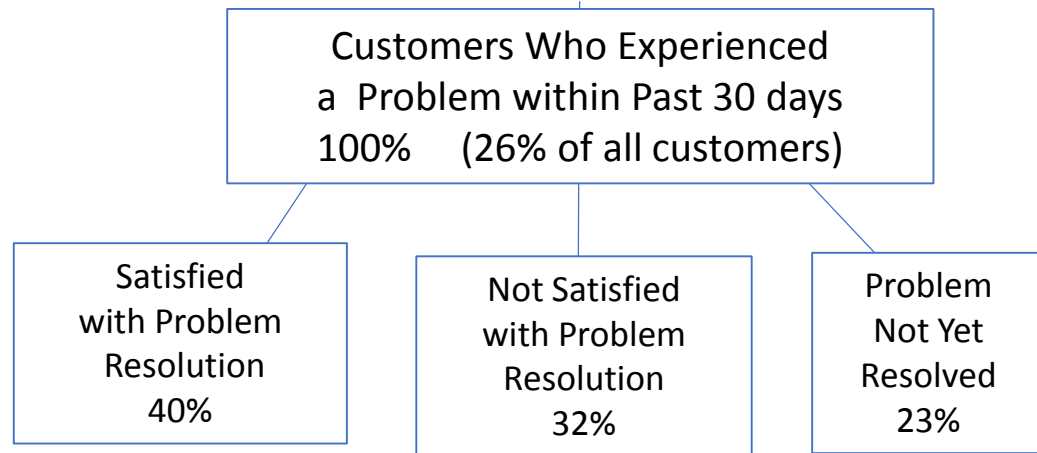 Customers Who Experienced
a Problem within Past 30 days
100% (26% of all customers)
Satisfied
with Problem
Resolution
40%
Not Satisfied
with Problem
Resolution
32%
Problem
Not Yet
Resolved
23%